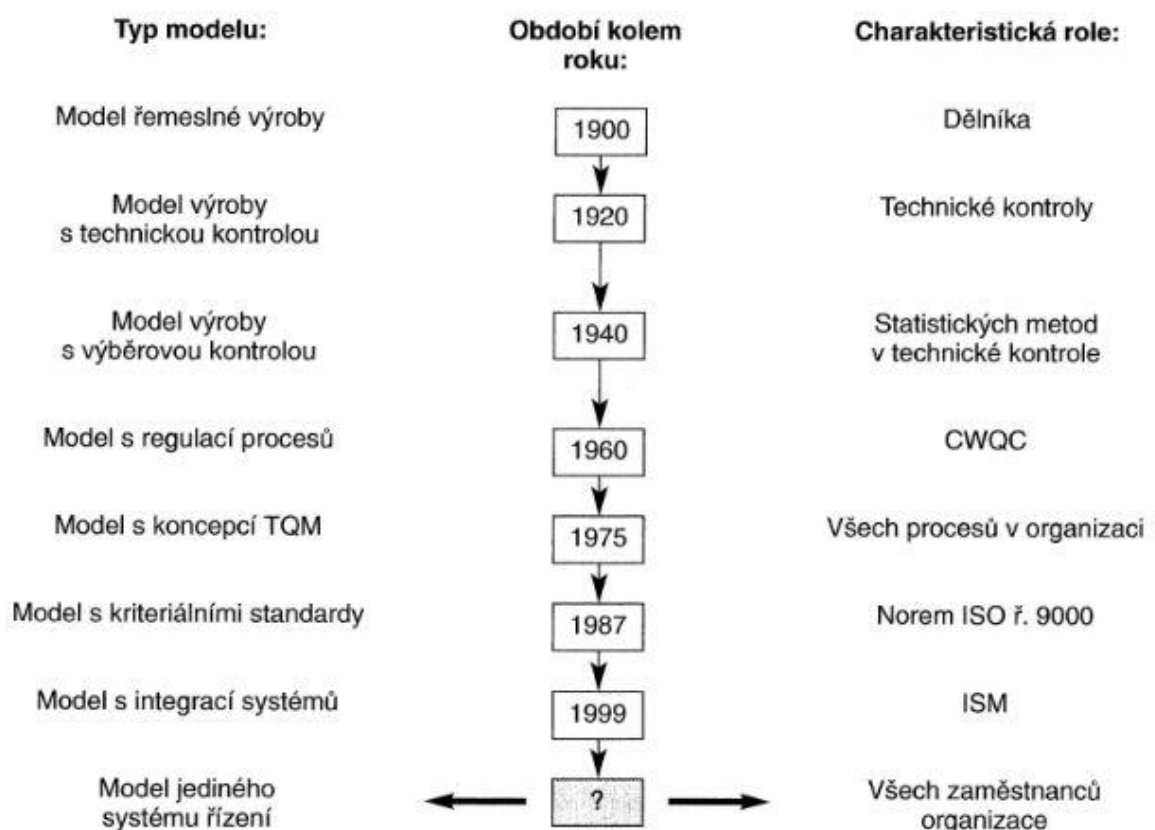 Typ modelu:
Období kolem
roku:
Charakteristická role:
Model řemeslné výroby
1900
Dělníka
Model výroby
s technickou kontrolou
1920
Technické kontroly
Model výroby
s výběrovou kontrolou
1940
Statistických metod
v technické kontrole
Model s regulací procesů
1960
CWQC
Model s koncepcí TQM
1975
Všech procesů v organizaci
Model s kriteriálními standardy
1987
Norem ISO ř. 9000
Model s integrací systémů
1999
ISM
Model jediného
systému řízení
?
Všech zaměstnanců
organizace